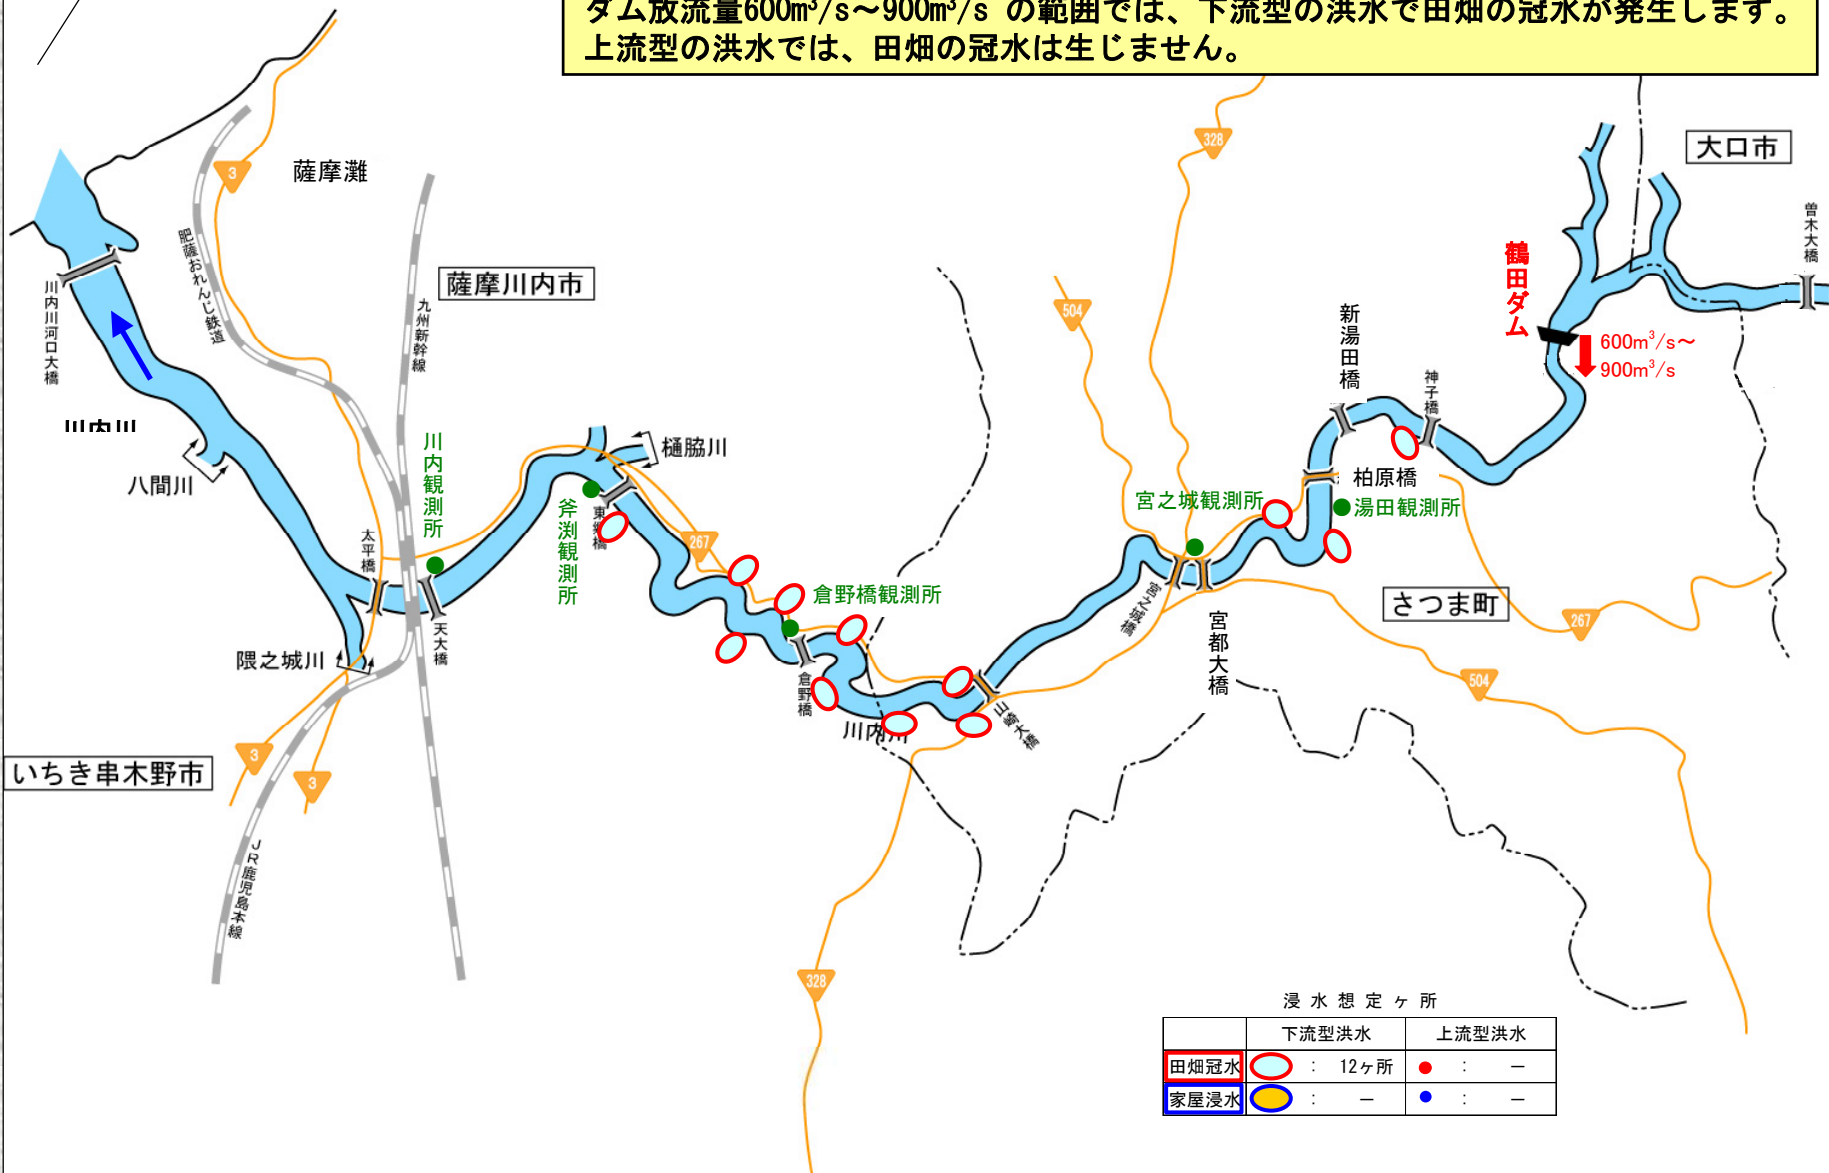 ダム放流量600m³/s～900m³/s の範囲では、下流型の洪水で田畑の冠水が発生します。
上流型の洪水では、田畑の冠水は生じません。
大口市
曽木大橋
328
3
薩摩灘
肥薩おれんじ鉄道
薩摩川内市
九州新幹線
川内川河口大橋
鶴田ダム
600m³/s～
900m³/s
504
新湯田橋
神子橋
川内川
八間川
川内観測所
樋脇川
斧渕観測所
東郷橋
267
太平橋
天大橋
隈之城川
倉野橋観測所
倉野橋
川内川
山崎大橋
宮之城観測所
柏原橋
湯田観測所
宮之城橋
宮都大橋
さつま町
267
504
3
3
いちき串木野市
JR鹿児島本線
328
浸水想定ヶ所
下流型洪水 上流型洪水
田畑冠水 : 12ヶ所 : －
家屋浸水 : － : －